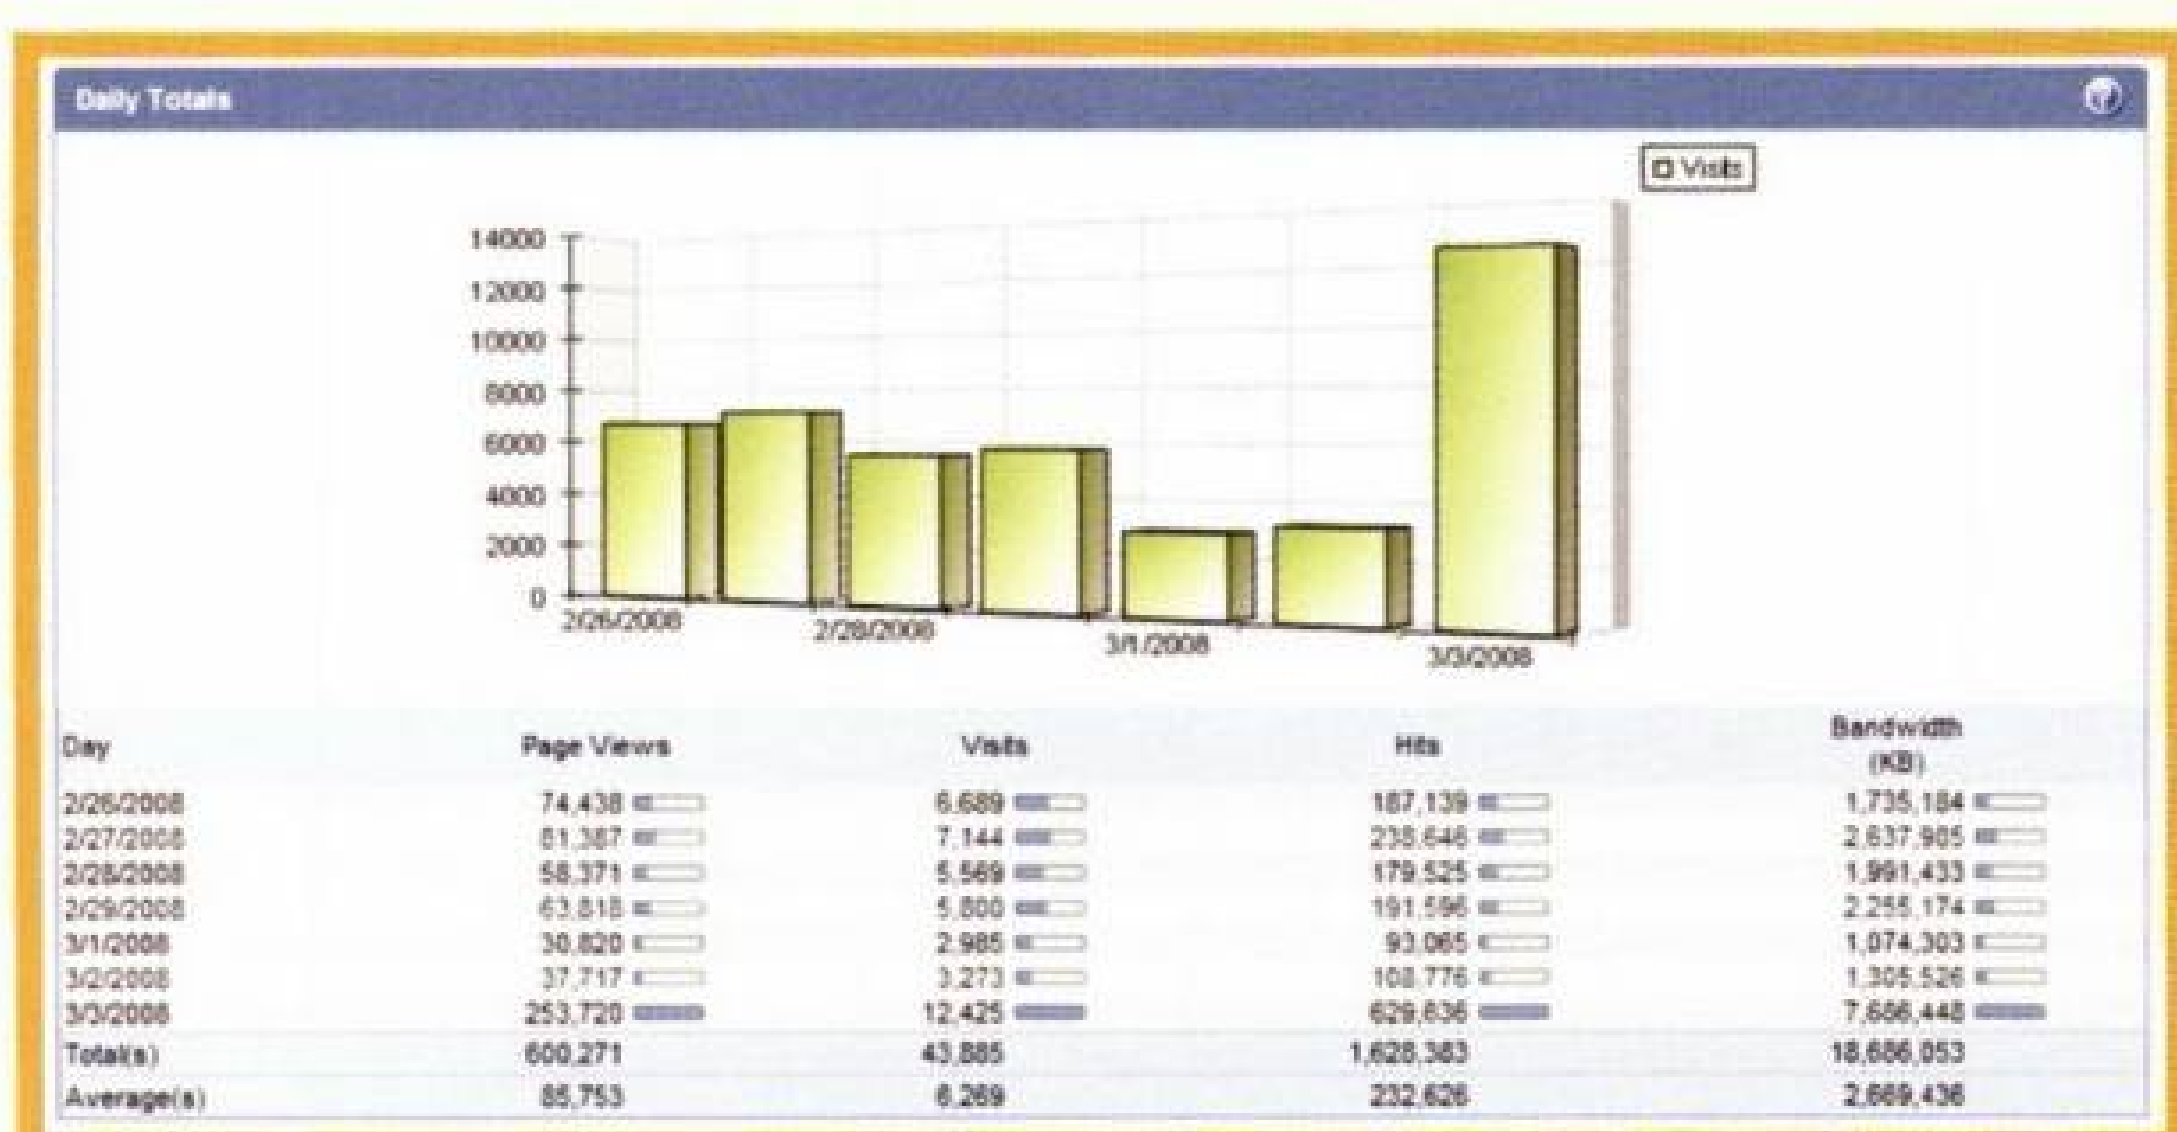 Daily Totals
Visits
14000
12000
10000
8000
6000
4000
2000
0
2/26/2008
2/28/2008
3/1/2008
3/3/2008
Day Page Views Visits Hits Bandwidth (KB)
2/26/2008 74,438 6,689 187,139 1,735,184
2/27/2008 81,387 7,144 238,646 2,637,985
2/28/2008 58,371 5,569 179,525 1,991,433
2/29/2008 63,818 5,800 191,596 2,255,174
3/1/2008 30,820 2,985 93,065 1,074,303
3/2/2008 37,717 3,273 108,776 1,305,526
3/3/2008 253,720 12,425 629,636 7,686,448
Total(s) 600,271 43,885 1,628,383 18,686,053
Average(s) 85,753 6,269 232,626 2,669,436